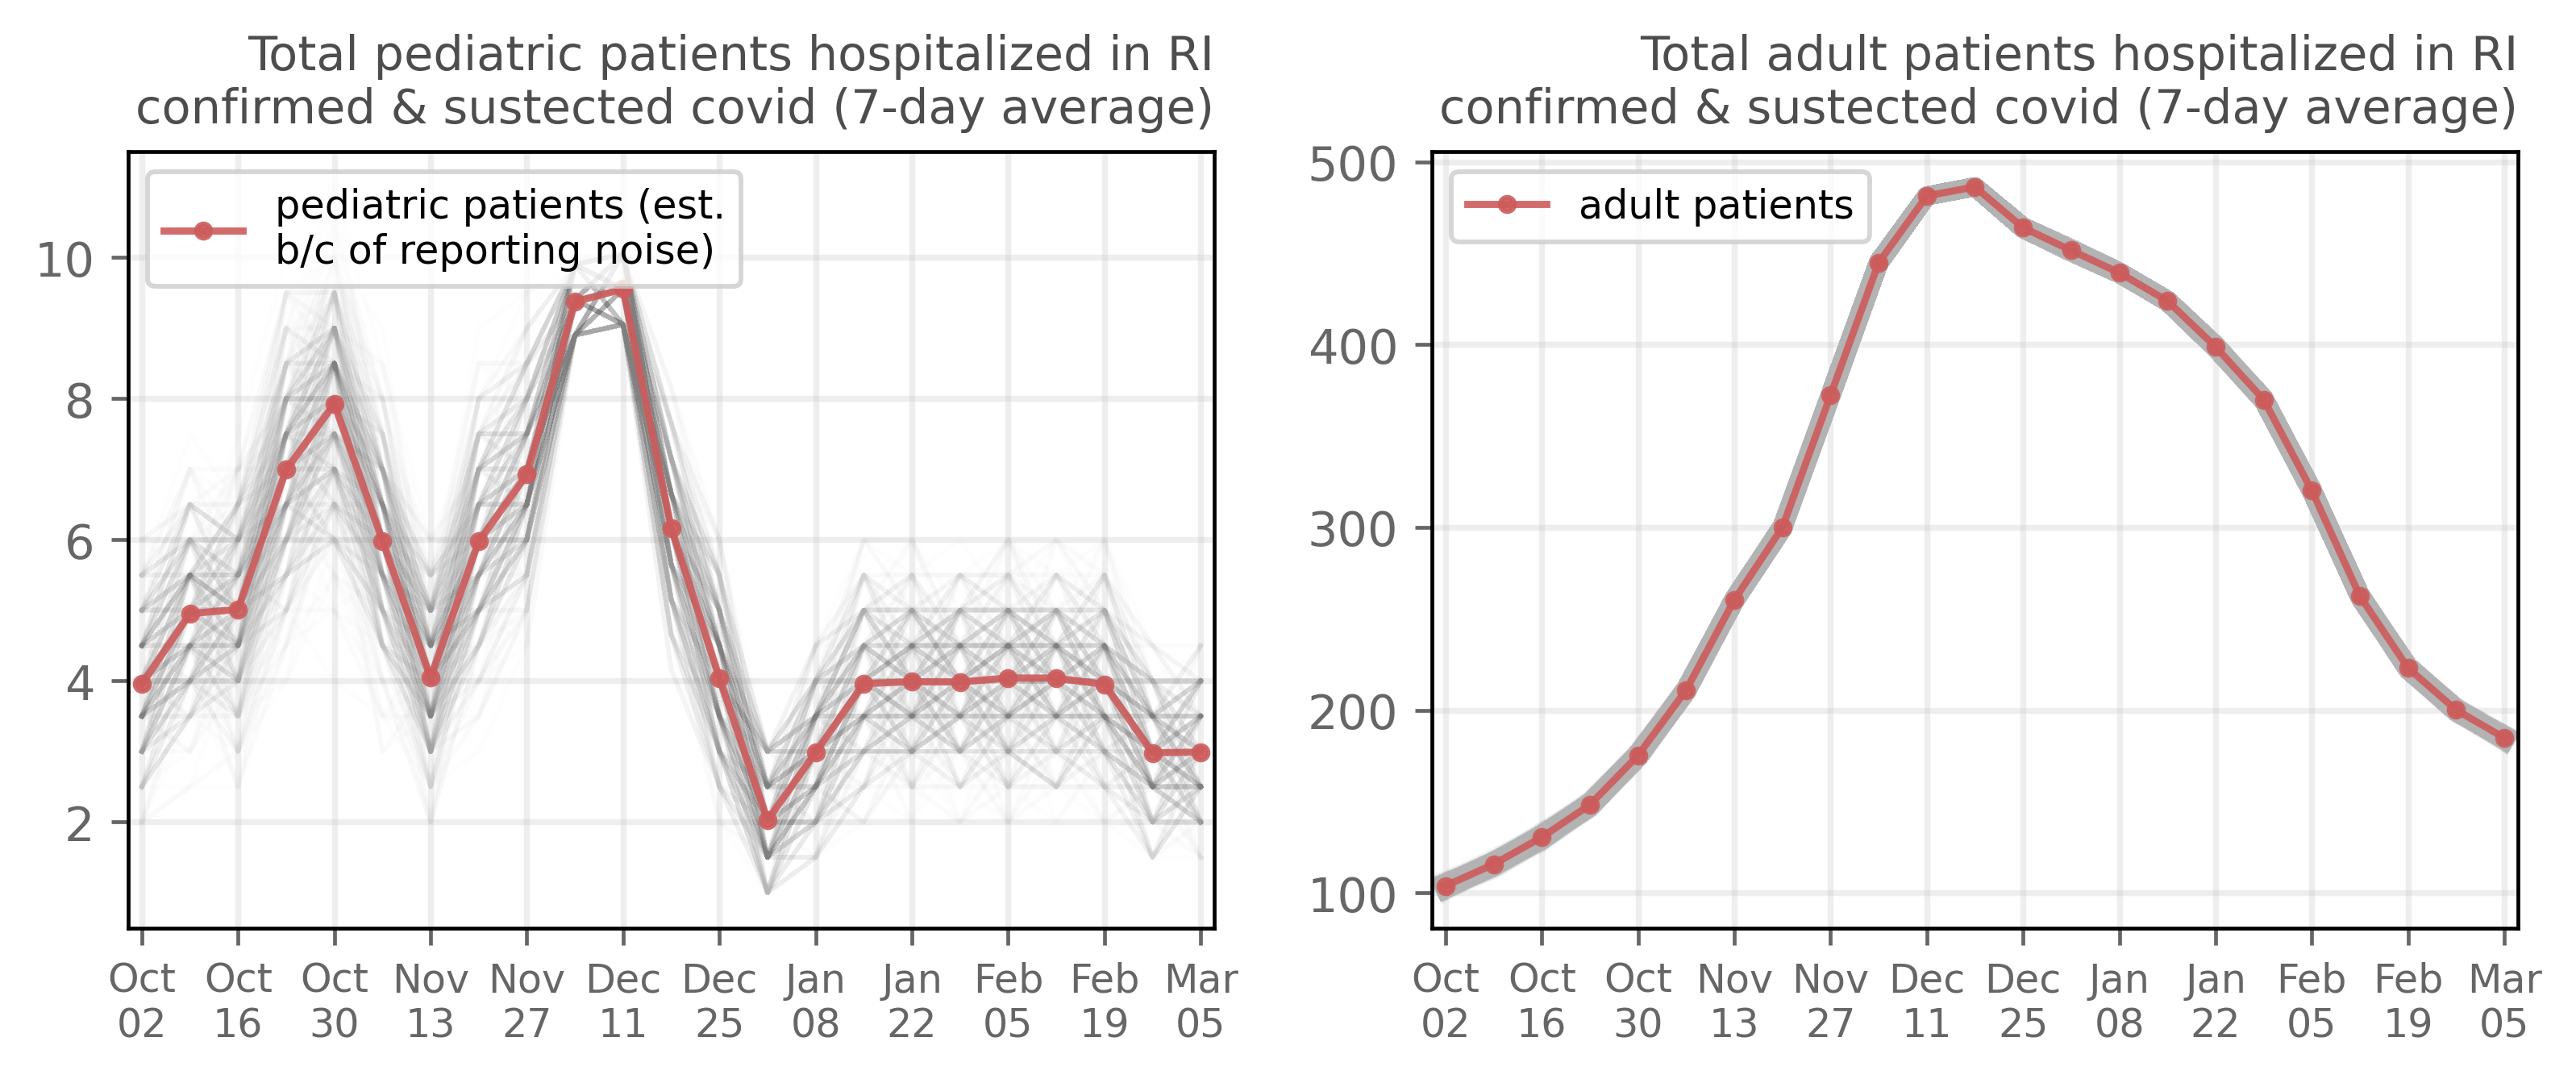 Total pediatric patients hospitalized in RI
confirmed & sustected covid (7-day average)
pediatric patients (est.
b/c of reporting noise)
10
8
6
4
2
Oct Oct Oct Nov Nov Dec Dec Jan Jan Feb Feb Mar
02 16 30 13 27 11 25 08 22 05 19 05
Total adult patients hospitalized in RI
confirmed & sustected covid (7-day average)
adult patients
500
400
300
200
100
Oct Oct Oct Nov Nov Dec Dec Jan Jan Feb Feb Mar
02 16 30 13 27 11 25 08 22 05 19 05